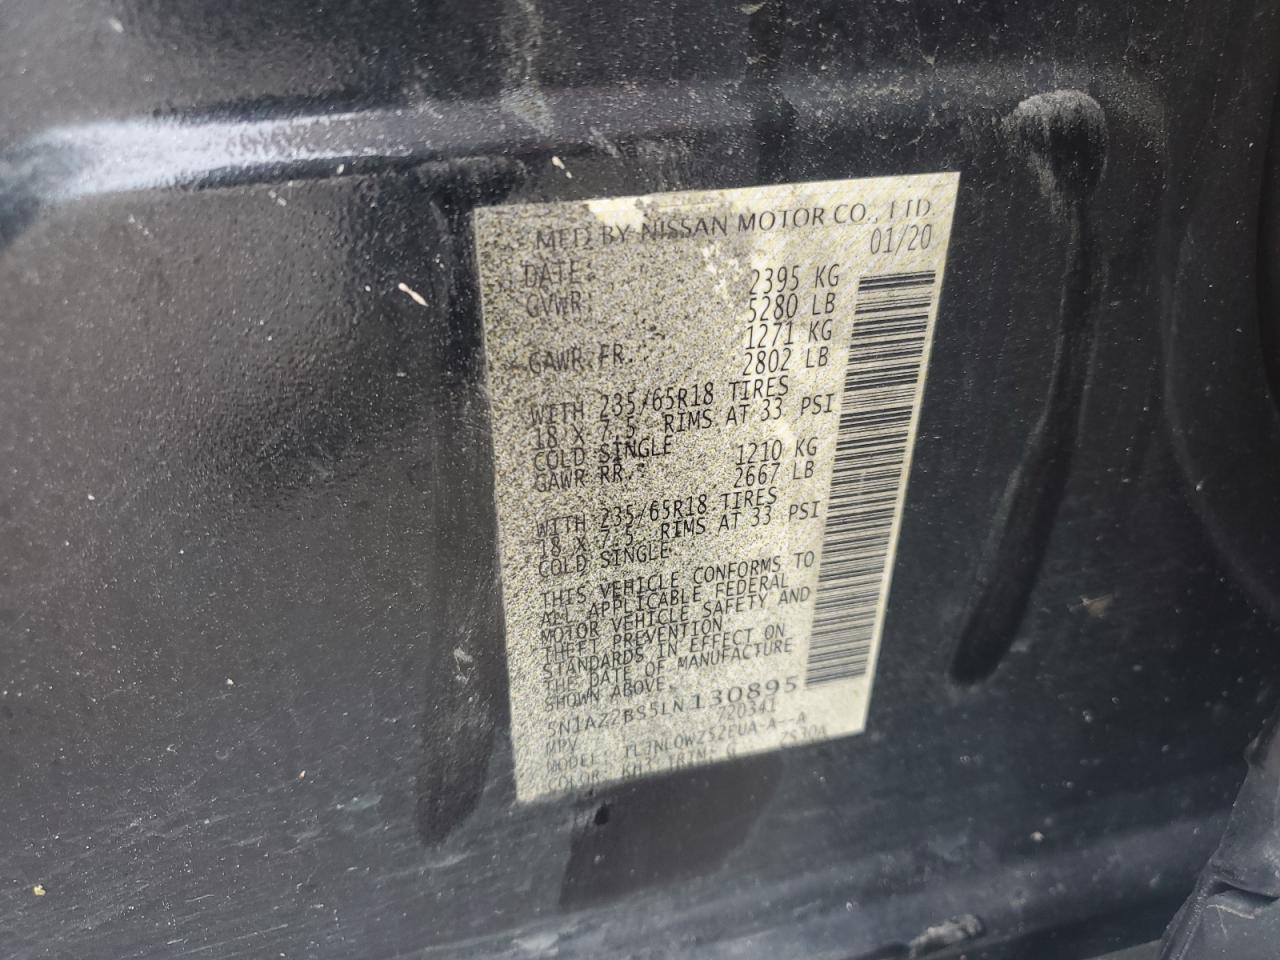 MFD BY NISSAN MOTOR CO., LTD.
DATE: 01/20
GVWR: 2395 KG
5280 LB
GAWR FR.: 1271 KG
2802 LB
WITH 235/65R18 TIRES
18 X 7.5 RIMS AT 33 PSI
COLD SINGLE
GAWR RR.: 1210 KG
2667 LB
WITH 235/65R18 TIRES
18 X 7.5 RIMS AT 33 PSI
COLD SINGLE
THIS VEHICLE CONFORMS TO
ALL APPLICABLE FEDERAL
MOTOR VEHICLE SAFETY AND
THEFT PREVENTION
STANDARDS IN EFFECT ON
THE DATE OF MANUFACTURE
SHOWN ABOVE.
5N1AZ2BS5LN130895
MPV 720341
MODEL: TLJNLQWZ52EUA-A--A
COLOR: KH3 TRIM: G